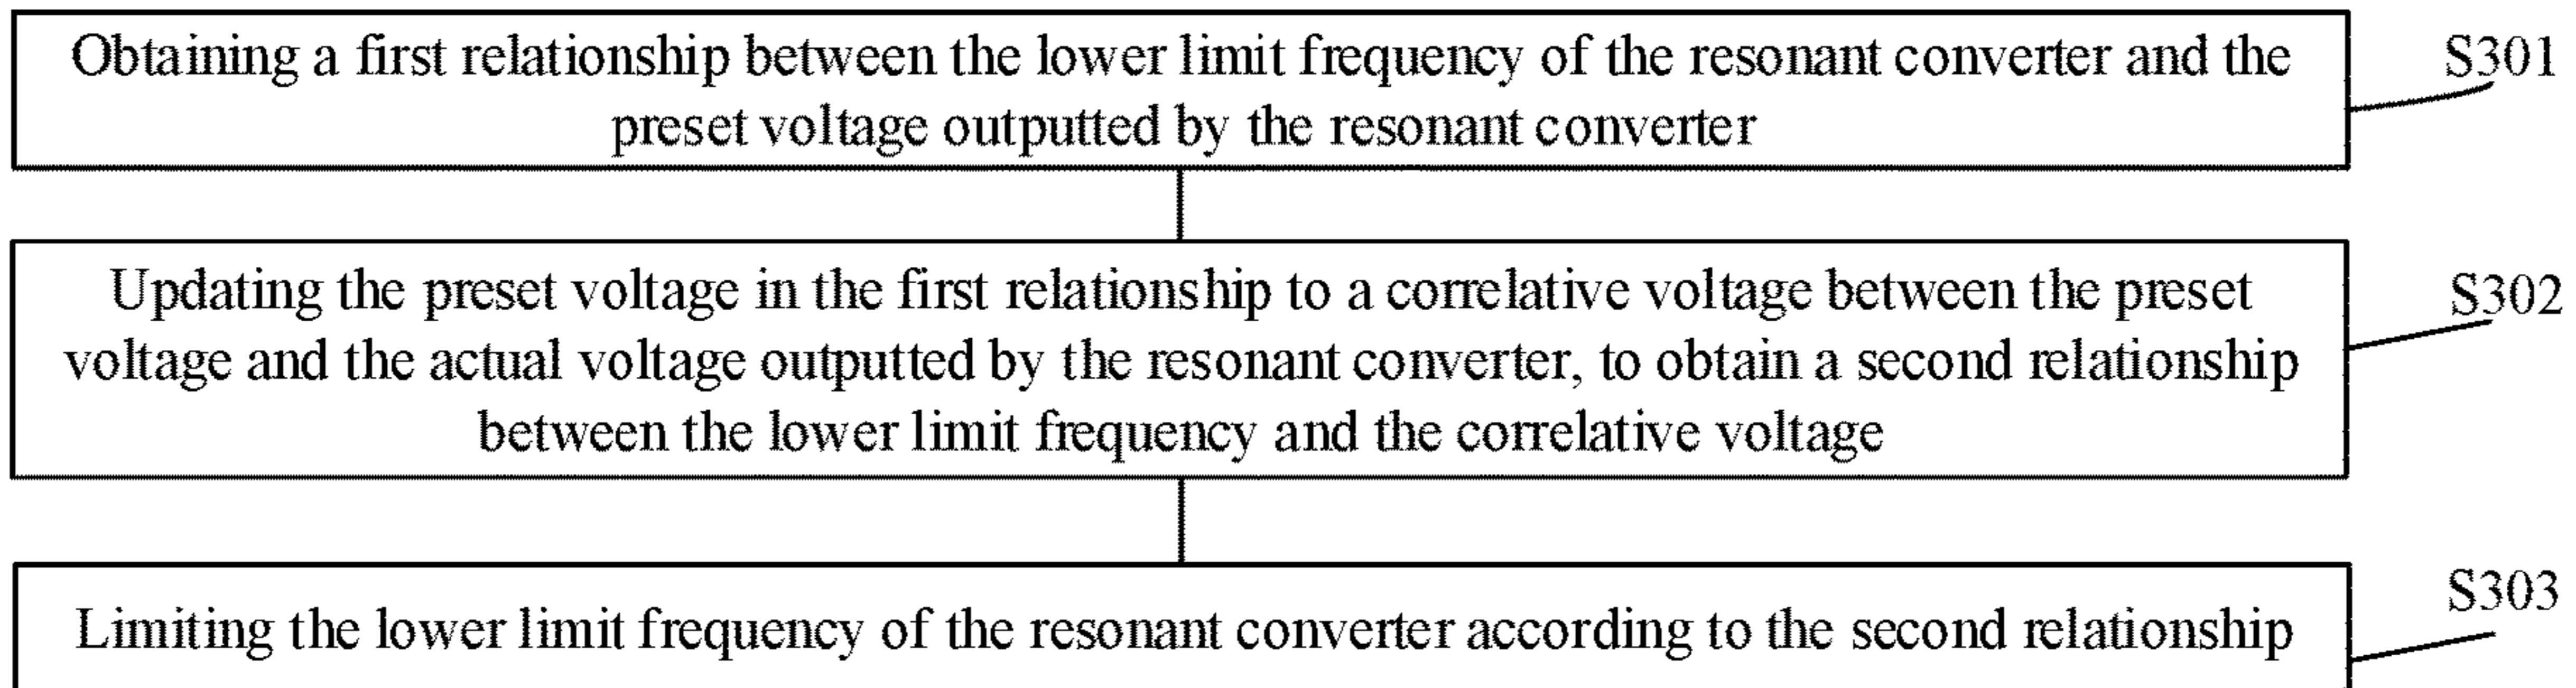 Obtaining a first relationship between the lower limit frequency of the resonant converter and the
preset voltage outputted by the resonant converter
S301
Updating the preset voltage in the first relationship to a correlative voltage between the preset
voltage and the actual voltage outputted by the resonant converter, to obtain a second relationship
between the lower limit frequency and the correlative voltage
S302
Limiting the lower limit frequency of the resonant converter according to the second relationship
S303